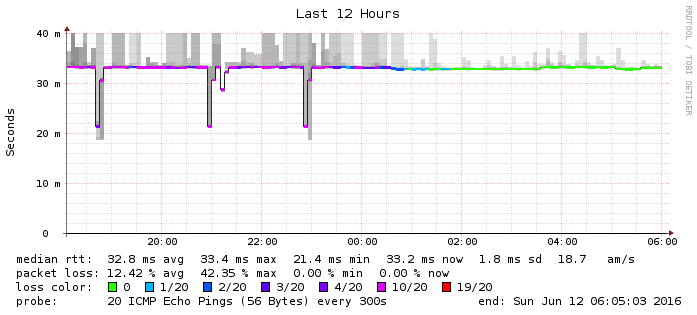 Last 12 Hours
RRDTOOL / TOBI OETIKER
Seconds
40 m
30 m
20 m
10 m
0
20:00 22:00 00:00 02:00 04:00 06:00
median rtt: 32.8 ms avg 33.4 ms max 21.4 ms min 33.2 ms now 1.8 ms sd 18.7 am/s
packet loss: 12.42 % avg 42.35 % max 0.00 % min 0.00 % now
loss color: 0 1/20 2/20 3/20 4/20 10/20 19/20
probe: 20 ICMP Echo Pings (56 Bytes) every 300s end: Sun Jun 12 06:05:03 2016